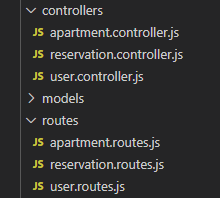 controllers
JS apartment.controller.js
JS reservation.controller.js
JS user.controller.js
models
routes
JS apartment.routes.js
JS reservation.routes.js
JS user.routes.js